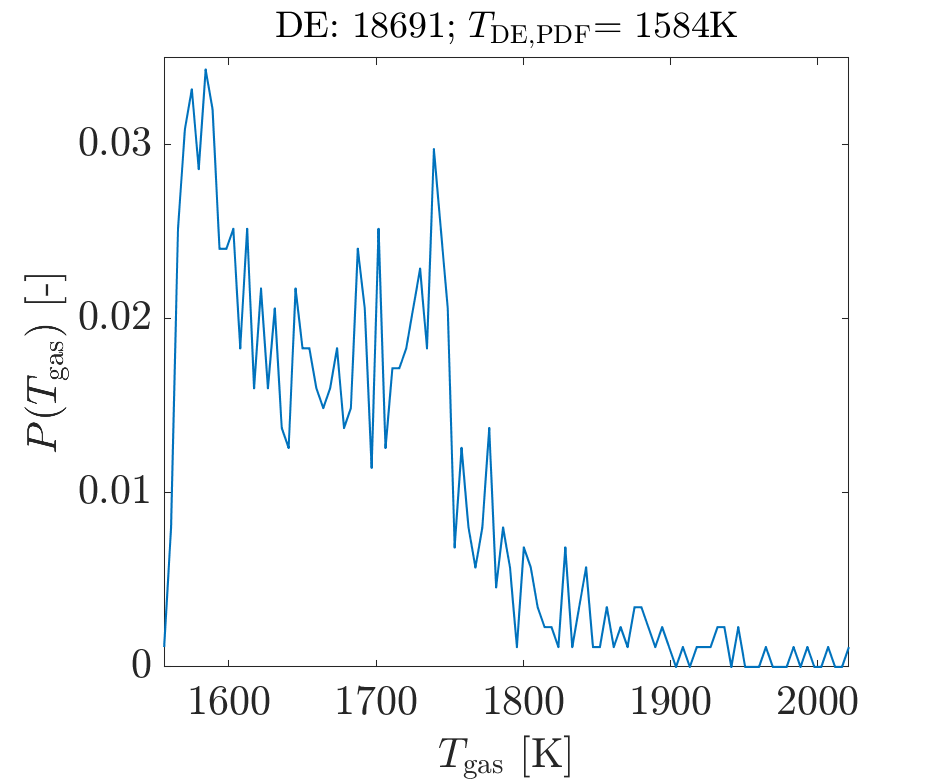 DE: 18691; T_DE,PDF= 1584K
0.03
0.02
0.01
0
P(T_gas) [-]
1600 1700 1800 1900 2000
T_gas [K]